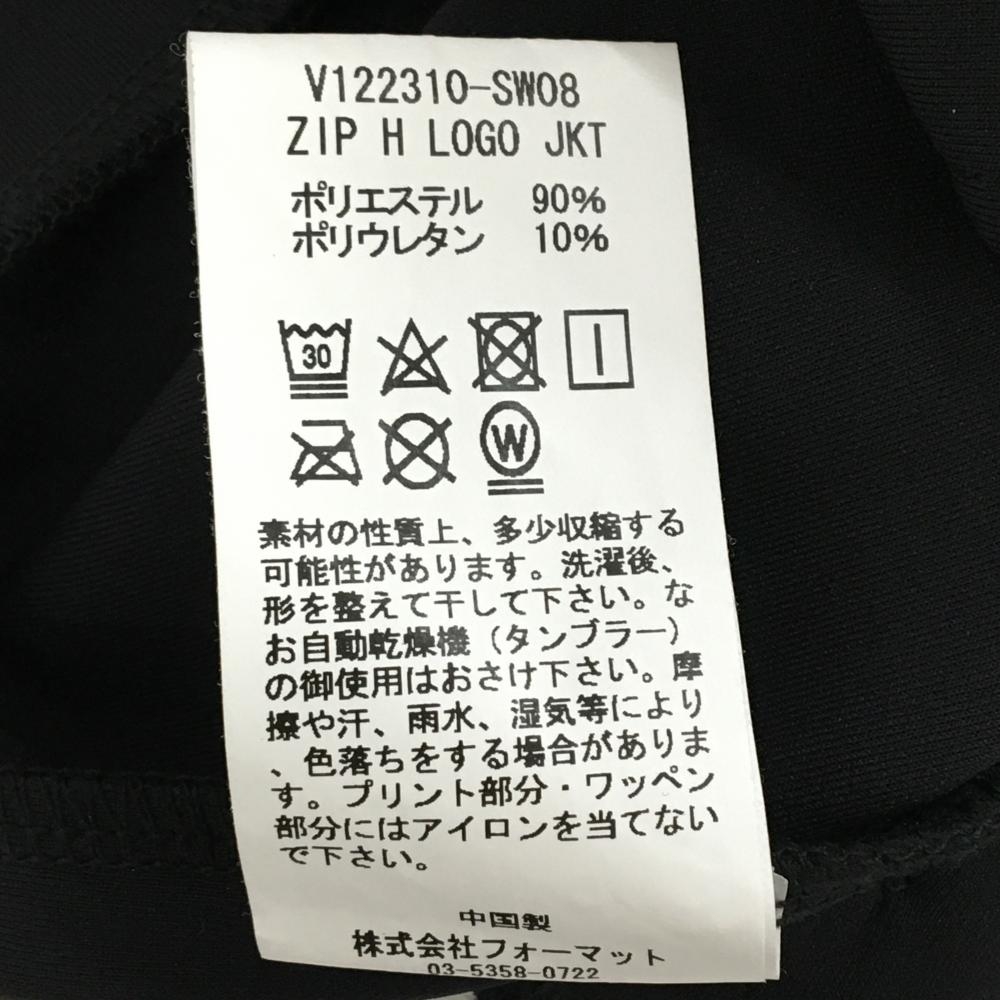 V122310-SW08
ZIP H LOGO JKT
ポリエステル 90%
ポリウレタン 10%
30
W
素材の性質上、多少収縮する
可能性があります。洗濯後、
形を整えて干して下さい。な
お自動乾燥機(タンブラー)
の御使用はおさけ下さい。摩
擦や汗、雨水、湿気等により
、色落ちをする場合がありま
す。プリント部分・ワッペン
部分にはアイロンを当てない
で下さい。
中国製
株式会社フォーマット
03-5358-0722